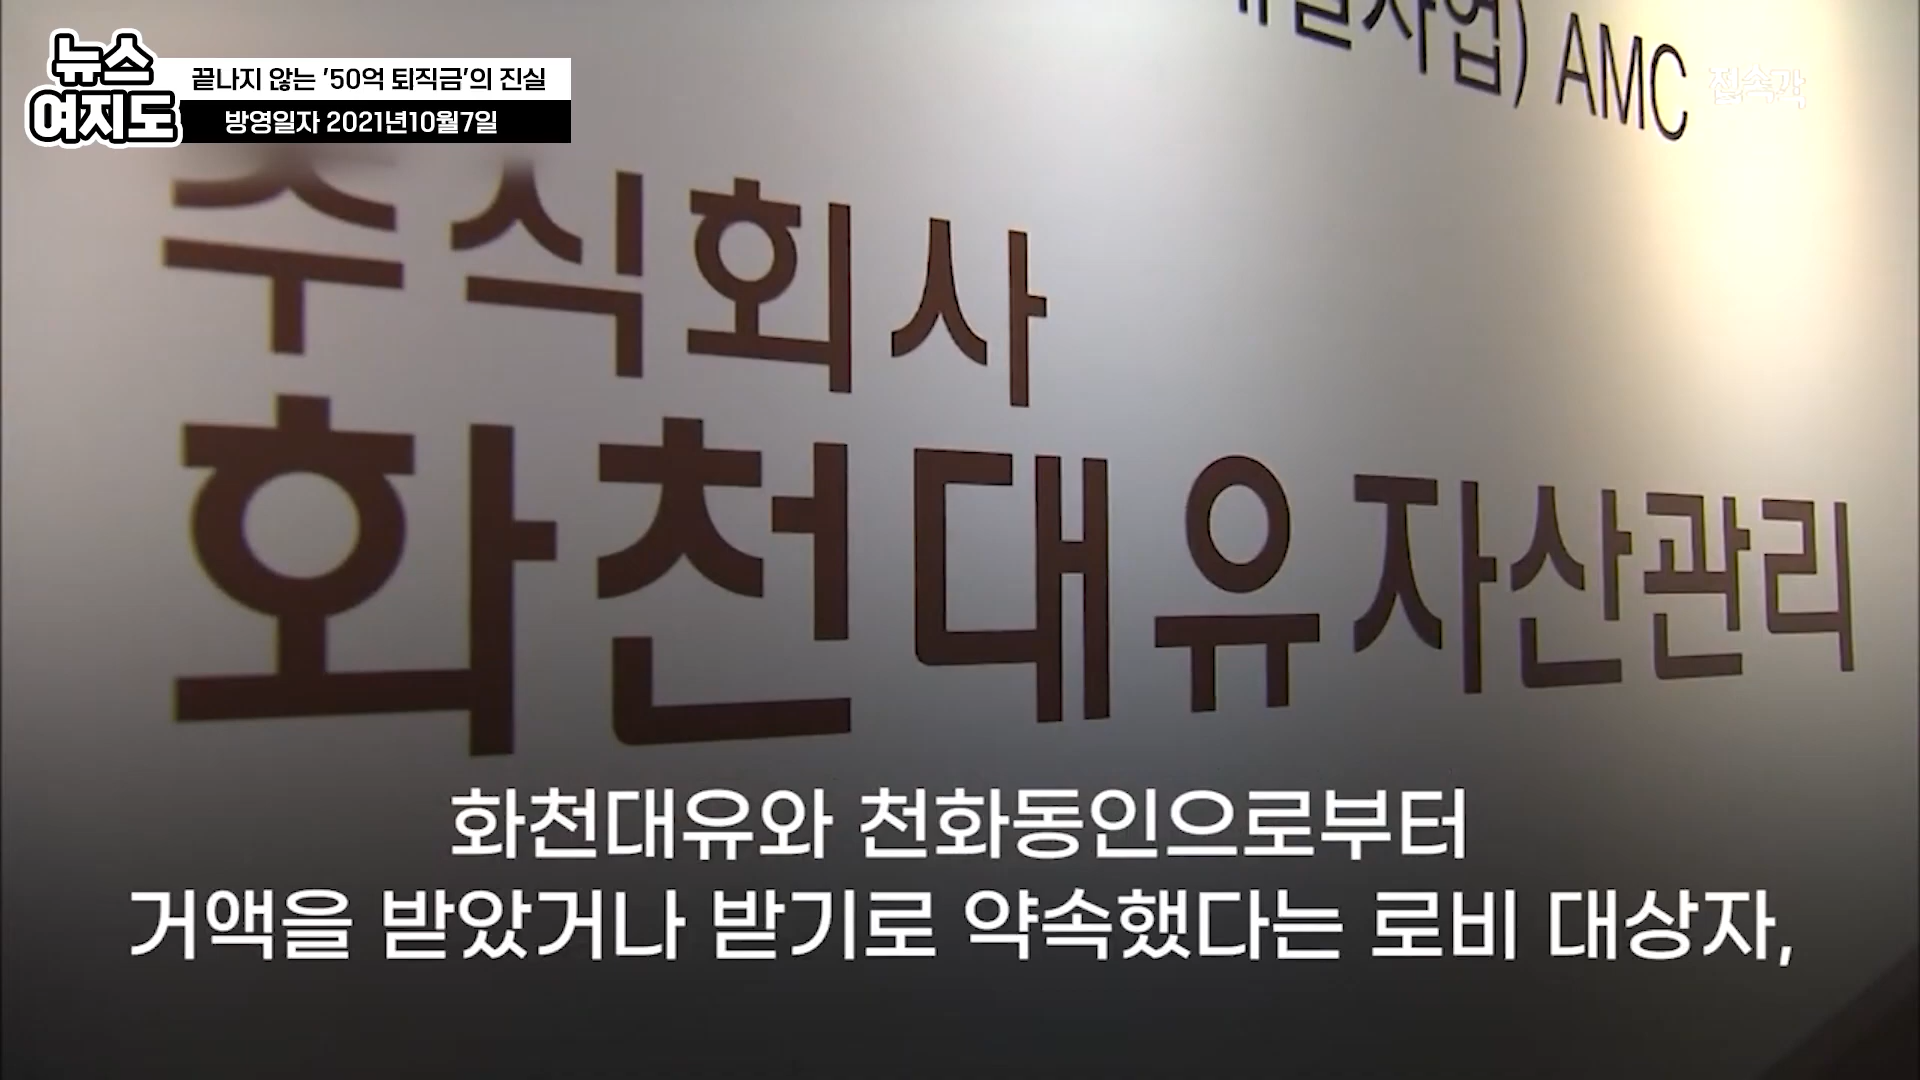 뉴스
여지도
끝나지 않는 '50억 퇴직금'의 진실
방영일자 2021년10월7일
사업) AMC
주식회사
화천대유자산관리
화천대유와 천화동인으로부터
거액을 받았거나 받기로 약속했다는 로비 대상자,